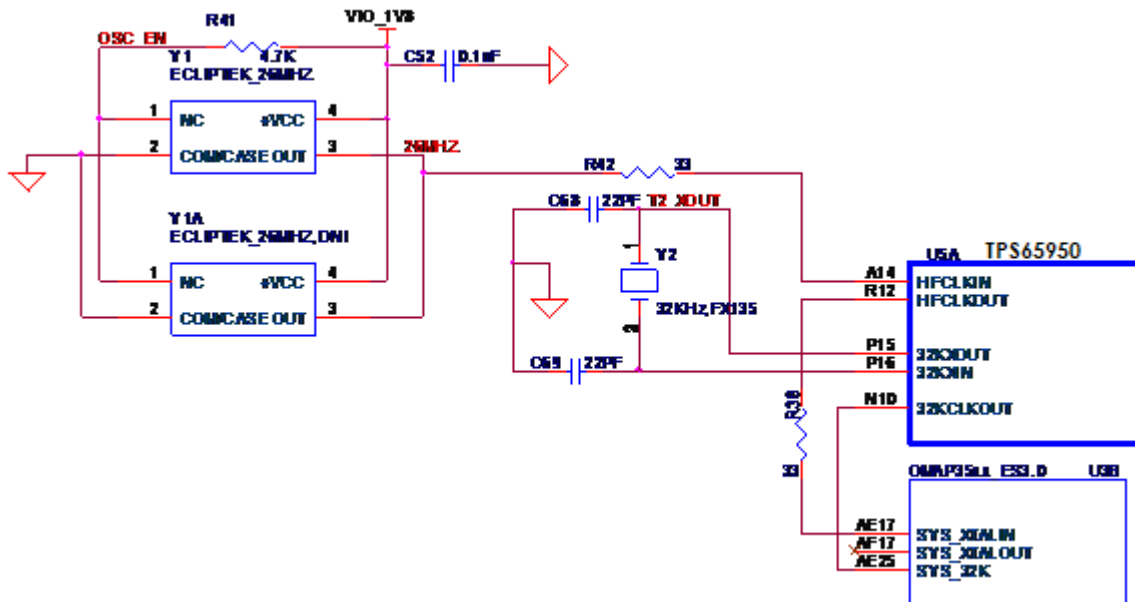 R41
VIO_1V8
OSC_EN
4.7K
C52
0.1uF
Y1
ECLIPTEK_26MHZ
1
NC
+VCC
4
2
COM/CASE OUT
3
26MHZ
R42
33
C68
22PF
T2_XOUT
Y1A
ECLIPTEK_26MHZ,DNI
1
NC
+VCC
4
2
COM/CASE OUT
3
1
Y2
32KHz,FX135
2
C69
22PF
U5A
TPS65950
A14
HFCLKIN
R12
HFCLKOUT
P15
32KXOUT
P16
32KXIN
N10
32KCLKOUT
33
OMAP35xx_ES3.0
U3B
AE17
SYS_XTALIN
AF17
SYS_XTALOUT
AE25
SYS_32K